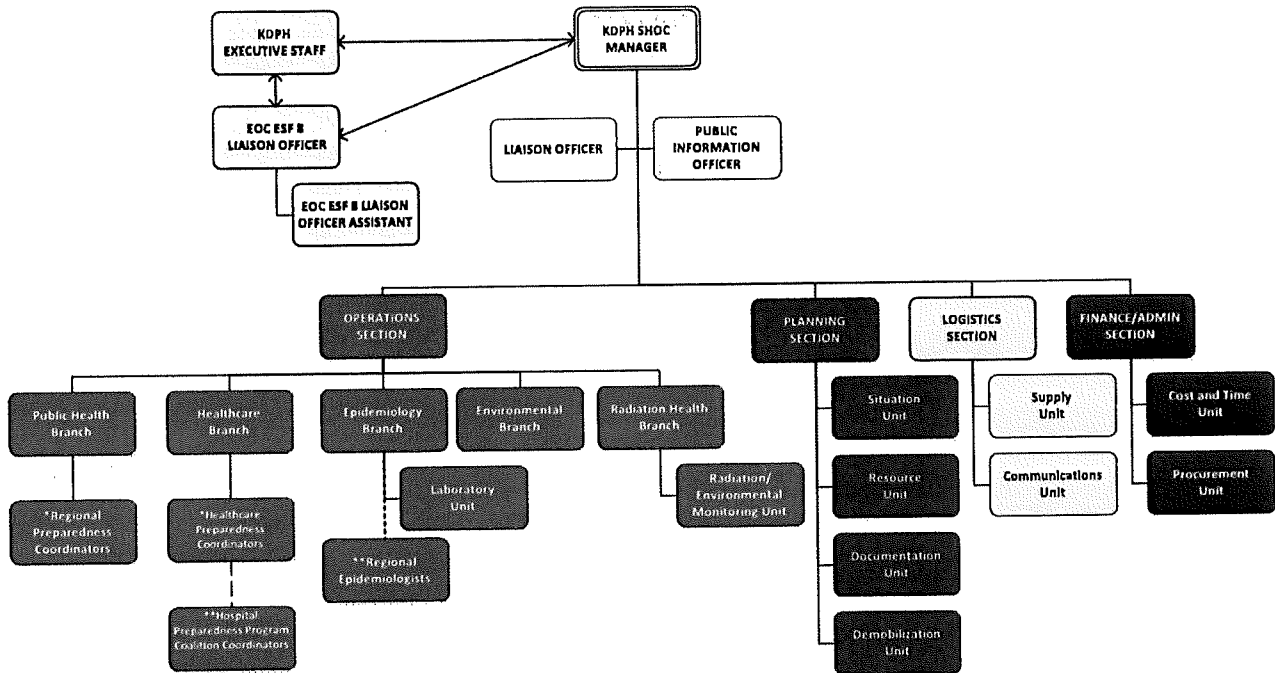 KDPH
EXECUTIVE STAFF
KDPH SHOC
MANAGER
EOC ESF 8
LIAISON OFFICER
LIAISON OFFICER
PUBLIC
INFORMATION
OFFICER
EOC ESF 8 LIAISON
OFFICER ASSISTANT
OPERATIONS
SECTION
PLANNING
SECTION
LOGISTICS
SECTION
FINANCE/ADMIN
SECTION
Public Health
Branch
Healthcare
Branch
Epidemiology
Branch
Environmental
Branch
Radiation Health
Branch
Situation
Unit
Supply
Unit
Cost and Time
Unit
*Regional
Preparedness
Coordinators
*Healthcare
Preparedness
Coordinators
Laboratory
Unit
Radiation/
Environmental
Monitoring Unit
Resource
Unit
Communications
Unit
Procurement
Unit
**Regional
Epidemiologists
Documentation
Unit
**Hospital
Preparedness Program
Coalition Coordinators
Demobilization
Unit